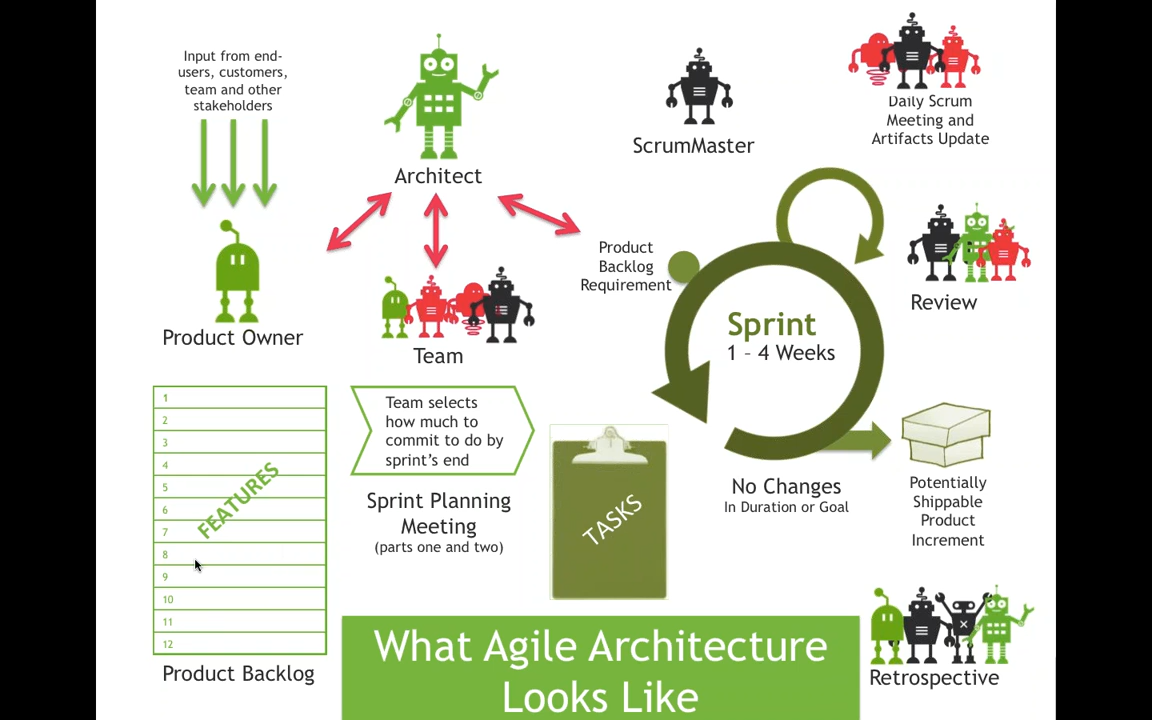 Input from end-
users, customers,
team and other
stakeholders
Architect
ScrumMaster
Daily Scrum
Meeting and
Artifacts Update
Product Owner
Team
Product
Backlog
Requirement
Sprint
1 – 4 Weeks
Review
1
2
3
4
5
6
7
8
9
10
11
12
FEATURES
Product Backlog
Team selects
how much to
commit to do by
sprint's end
Sprint Planning
Meeting
(parts one and two)
TASKS
No Changes
In Duration or Goal
Potentially
Shippable
Product
Increment
Retrospective
What Agile Architecture
Looks Like